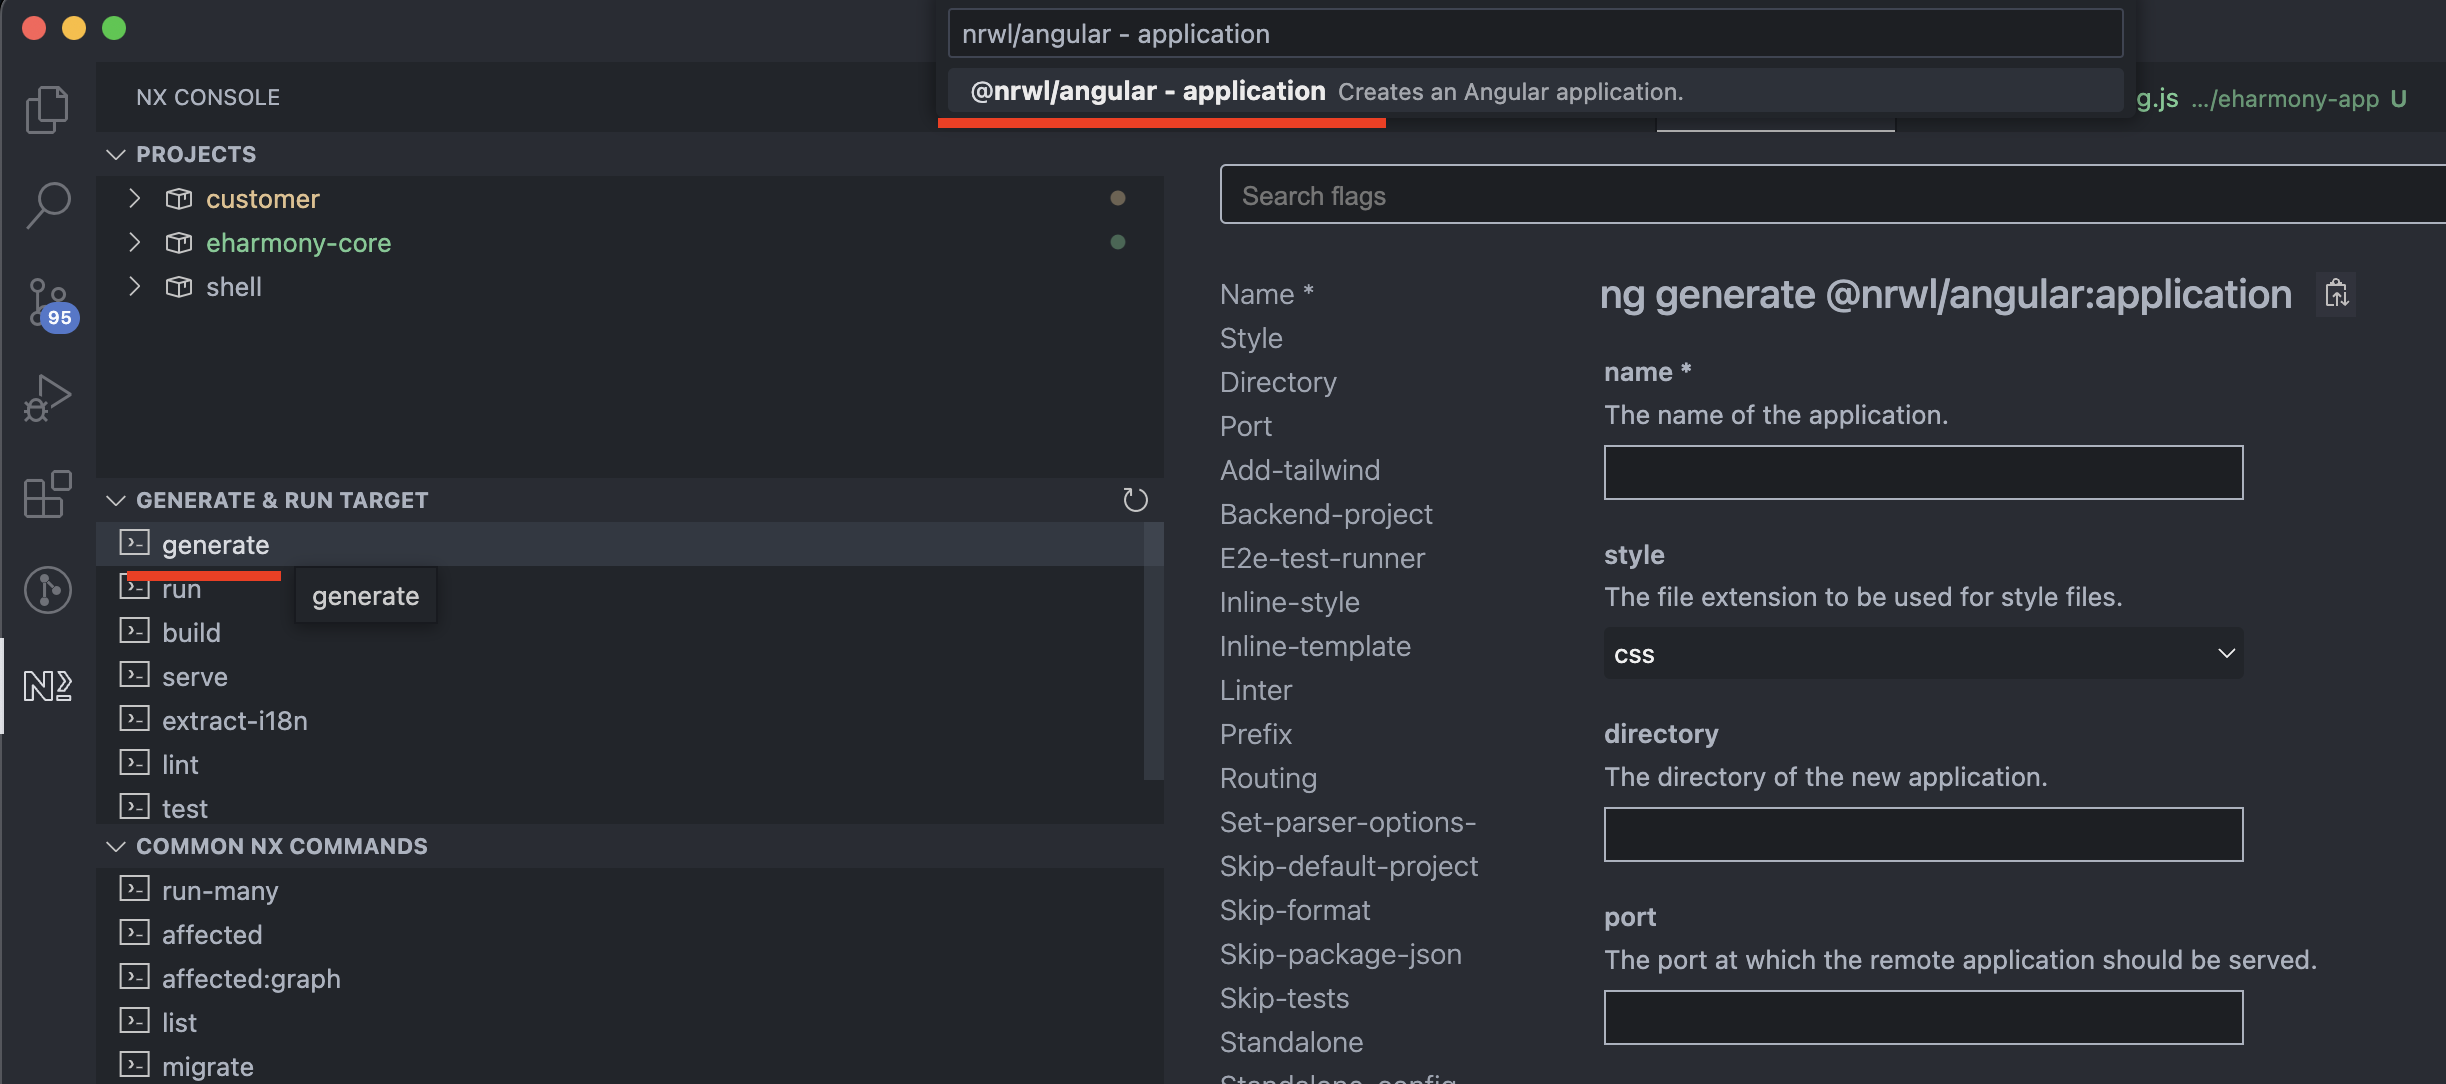 nrwl/angular - application
@nrwl/angular - application Creates an Angular application.
g.js .../eharmony-app U
NX CONSOLE
PROJECTS
customer
eharmony-core
shell
95
GENERATE & RUN TARGET
generate
run
generate
build
serve
extract-i18n
lint
test
COMMON NX COMMANDS
run-many
affected
affected:graph
list
migrate
Search flags
Name *
Style
Directory
Port
Add-tailwind
Backend-project
E2e-test-runner
Inline-style
Inline-template
Linter
Prefix
Routing
Set-parser-options-
Skip-default-project
Skip-format
Skip-package-json
Skip-tests
Standalone
Standalone-config
ng generate @nrwl/angular:application
name *
The name of the application.
style
The file extension to be used for style files.
css
directory
The directory of the new application.
port
The port at which the remote application should be served.